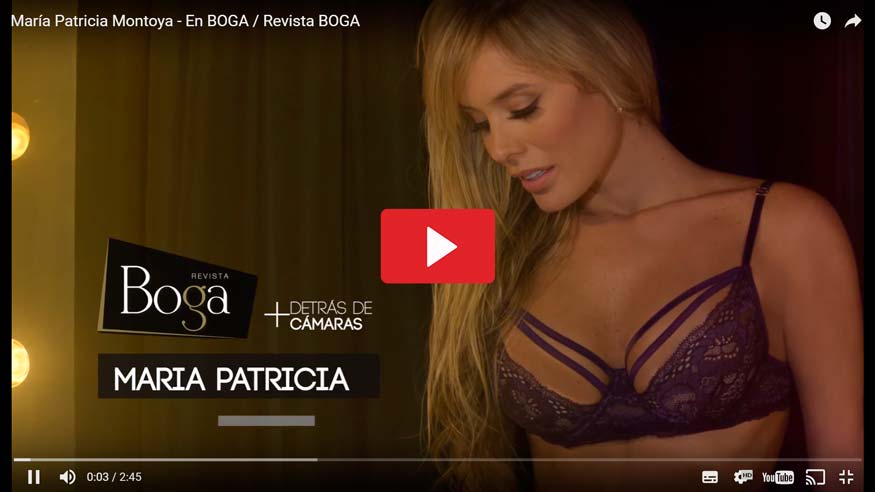 María Patricia Montoya - En BOGA / Revista BOGA
REVISTA
Boga
+DETRÁS DE
CÁMARAS
MARIA PATRICIA
0:03 / 2:45
HD
YouTube